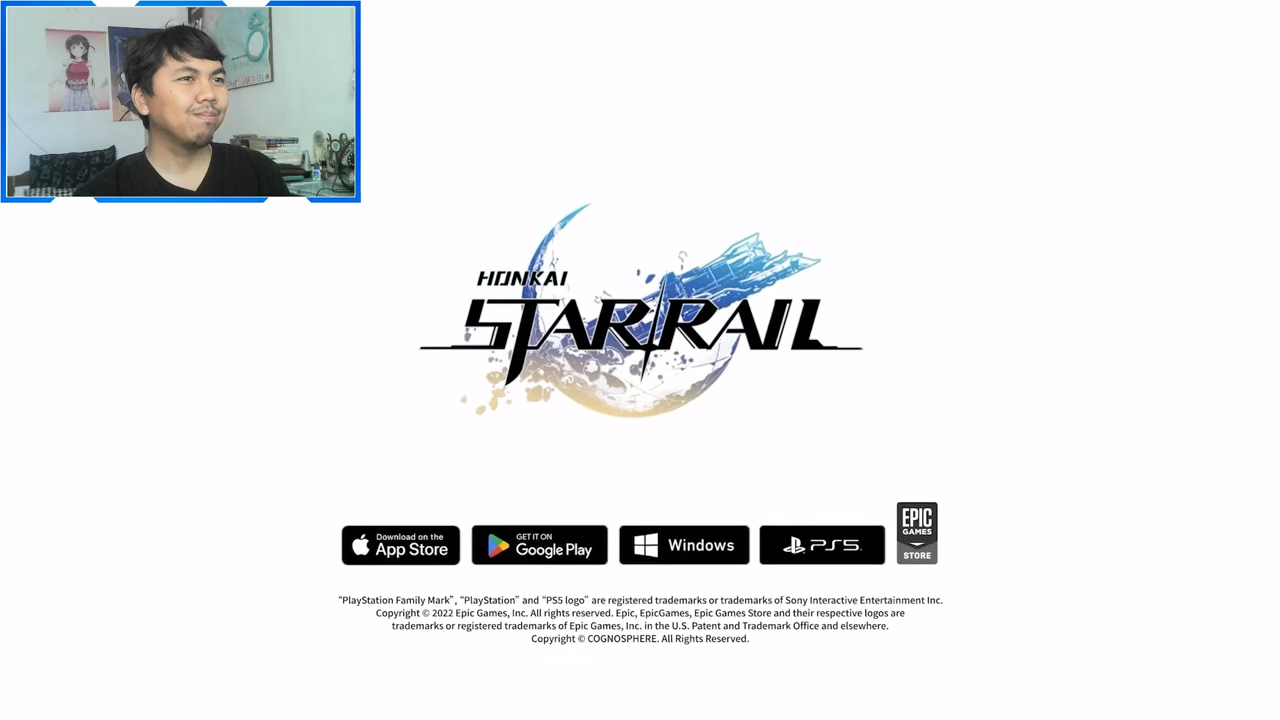 HONKAI
STAR RAIL
Download on the
App Store
GET IT ON
Google Play
Windows
PS5
EPIC
GAMES
STORE
“PlayStation Family Mark”, “PlayStation” and “PS5 logo” are registered trademarks or trademarks of Sony Interactive Entertainment Inc.
Copyright © 2022 Epic Games, Inc. All rights reserved. Epic, EpicGames, Epic Games Store and their respective logos are
trademarks or registered trademarks of Epic Games, Inc. in the U.S. Patent and Trademark Office and elsewhere.
Copyright © COGNOSPHERE. All Rights Reserved.